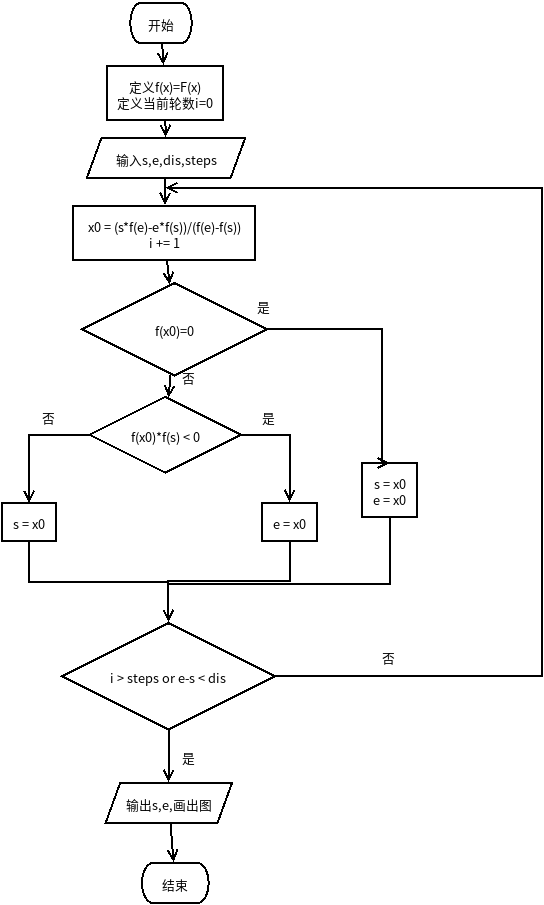 开始
定义f(x)=F(x)
定义当前轮数i=0
输入s,e,dis,steps
x0 = (s*f(e)-e*f(s))/(f(e)-f(s))
i += 1
是
f(x0)=0
否
否
是
f(x0)*f(s) < 0
s = x0
e = x0
s = x0
e = x0
否
i > steps or e-s < dis
是
输出s,e,画出图
结束